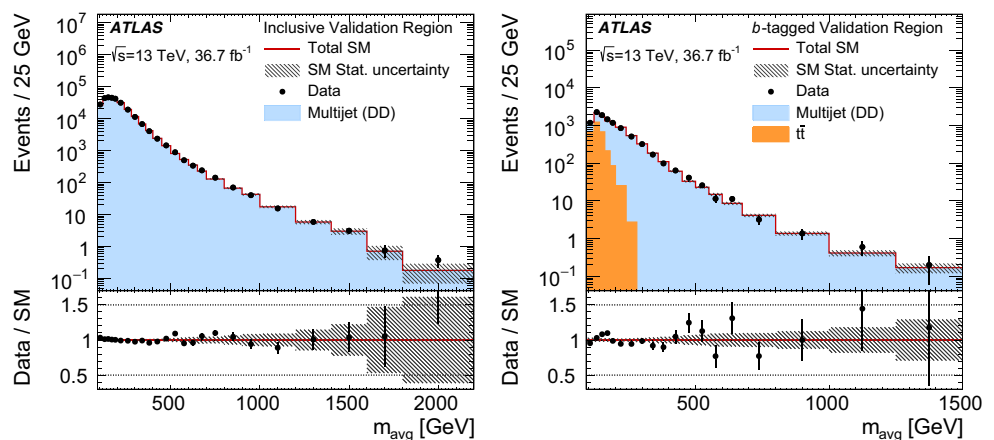 ATLAS
√s=13 TeV, 36.7 fb⁻¹
Inclusive Validation Region
Total SM
SM Stat. uncertainty
Data
Multijet (DD)
Events / 25 GeV
10⁷
10⁶
10⁵
10⁴
10³
10²
10
1
10⁻¹
Data / SM
1.5
1
0.5
500 1000 1500 2000
m_avg [GeV]
ATLAS
√s=13 TeV, 36.7 fb⁻¹
b-tagged Validation Region
Total SM
SM Stat. uncertainty
Data
Multijet (DD)
tt̄
Events / 25 GeV
10⁵
10⁴
10³
10²
10
1
10⁻¹
Data / SM
1.5
1
0.5
500 1000 1500
m_avg [GeV]